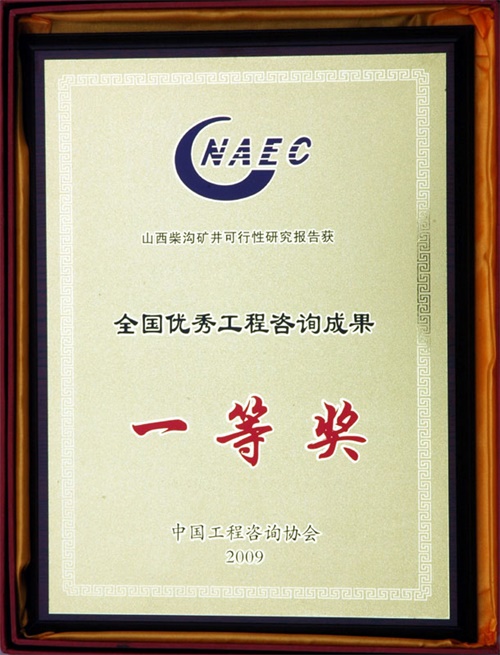 CNAEC
山西柴沟矿井可行性研究报告获
全国优秀工程咨询成果
一等奖
中国工程咨询协会
2009